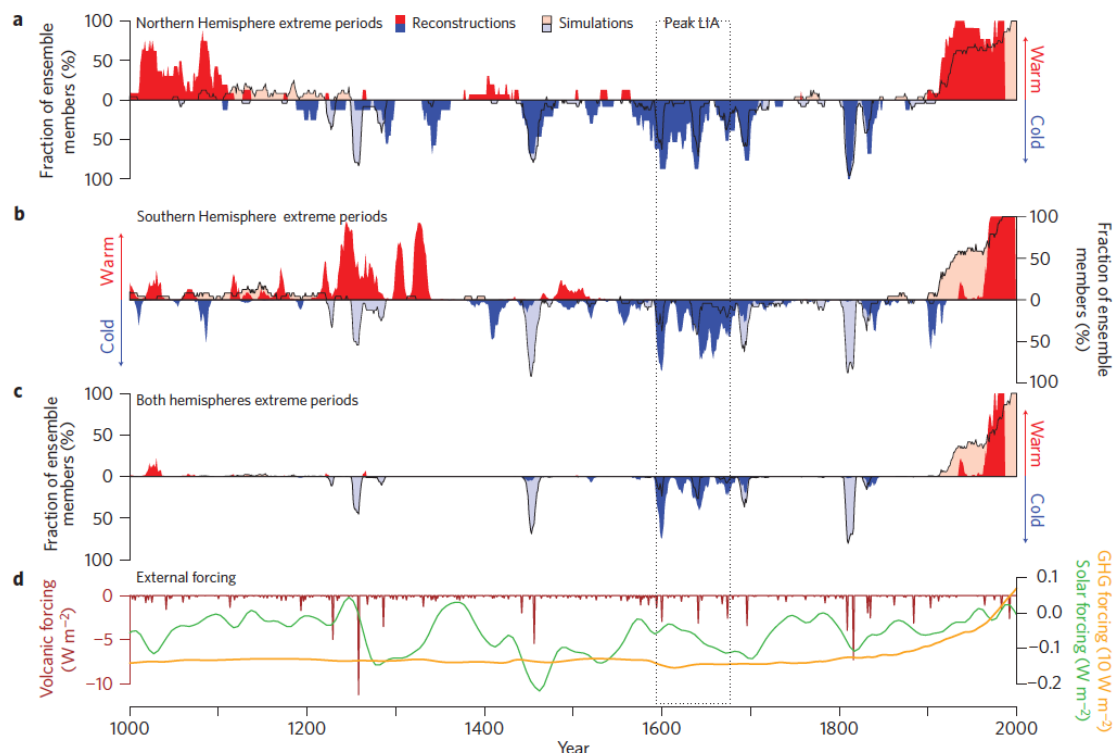 a
Northern Hemisphere extreme periods
Reconstructions
Simulations
Peak LIA
Fraction of ensemble
members (%)
100
50
0
50
100
Warm
Cold
b
Southern Hemisphere extreme periods
Warm
Cold
100
50
0
50
100
Fraction of ensemble
members (%)
c
Both hemispheres extreme periods
Fraction of ensemble
members (%)
100
50
0
50
100
Warm
Cold
d
External forcing
Volcanic forcing
(W m⁻²)
0
−5
−10
0.1
0.0
−0.1
−0.2
Solar forcing (W m⁻²)
GHG forcing (10 W m⁻²)
1000
1200
1400
1600
1800
2000
Year